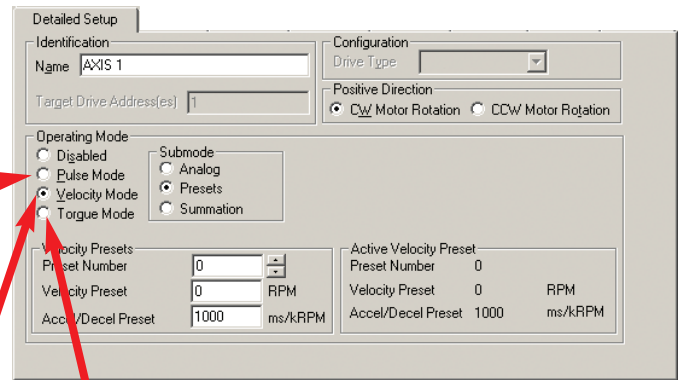 Detailed Setup
Identification
Name AXIS 1
Target Drive Address(es) 1
Configuration
Drive Type
Positive Direction
CW Motor Rotation CCW Motor Rotation
Operating Mode
Disabled
Pulse Mode
Velocity Mode
Torgue Mode
Submode
Analog
Presets
Summation
Velocity Presets
Preset Number 0
Velocity Preset 0 RPM
Accel/Decel Preset 1000 ms/kRPM
Active Velocity Preset
Preset Number 0
Velocity Preset 0 RPM
Accel/Decel Preset 1000 ms/kRPM